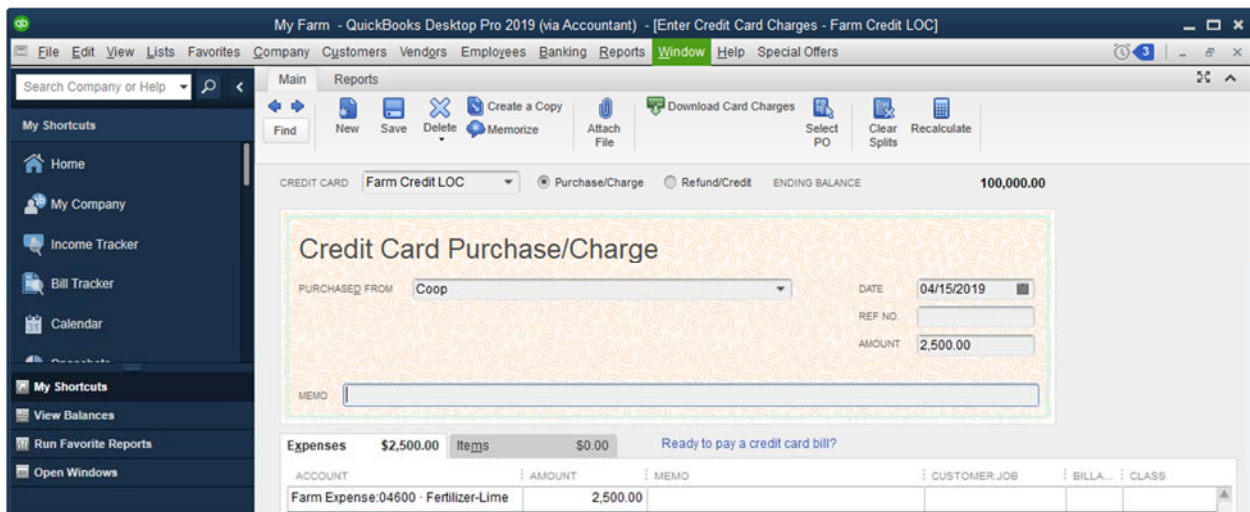 qb
My Farm - QuickBooks Desktop Pro 2019 (via Accountant) - [Enter Credit Card Charges - Farm Credit LOC]
File Edit View Lists Favorites Company Customers Vendors Employees Banking Reports Window Help Special Offers 3
Search Company or Help
Main Reports
Find New Save Delete Create a Copy
Memorize
Attach File
Download Card Charges
Select PO
Clear Splits
Recalculate
My Shortcuts
Home
My Company
Income Tracker
Bill Tracker
Calendar
My Shortcuts
View Balances
Run Favorite Reports
Open Windows
CREDIT CARD Farm Credit LOC Purchase/Charge Refund/Credit ENDING BALANCE 100,000.00
Credit Card Purchase/Charge
PURCHASED FROM Coop DATE 04/15/2019
REF NO.
AMOUNT 2,500.00
MEMO
Expenses $2,500.00 Items $0.00 Ready to pay a credit card bill?
ACCOUNT AMOUNT MEMO CUSTOMER:JOB BILLA... CLASS
Farm Expense:04600 · Fertilizer-Lime 2,500.00